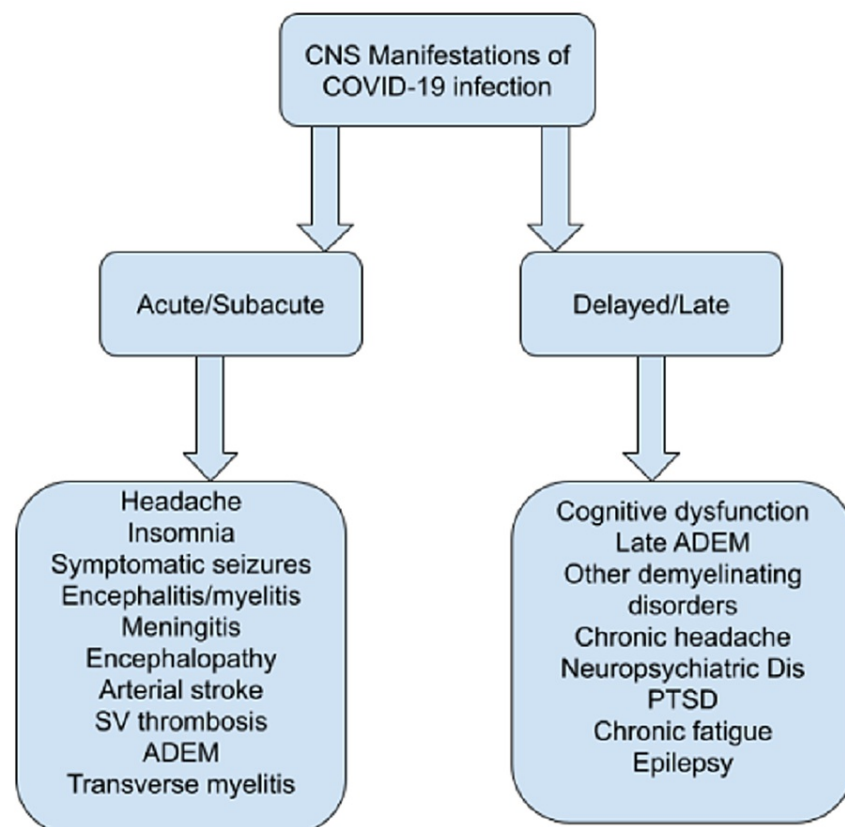 CNS Manifestations of
COVID-19 infection
Acute/Subacute
Delayed/Late
Headache
Insomnia
Symptomatic seizures
Encephalitis/myelitis
Meningitis
Encephalopathy
Arterial stroke
SV thrombosis
ADEM
Transverse myelitis
Cognitive dysfunction
Late ADEM
Other demyelinating
disorders
Chronic headache
Neuropsychiatric Dis
PTSD
Chronic fatigue
Epilepsy